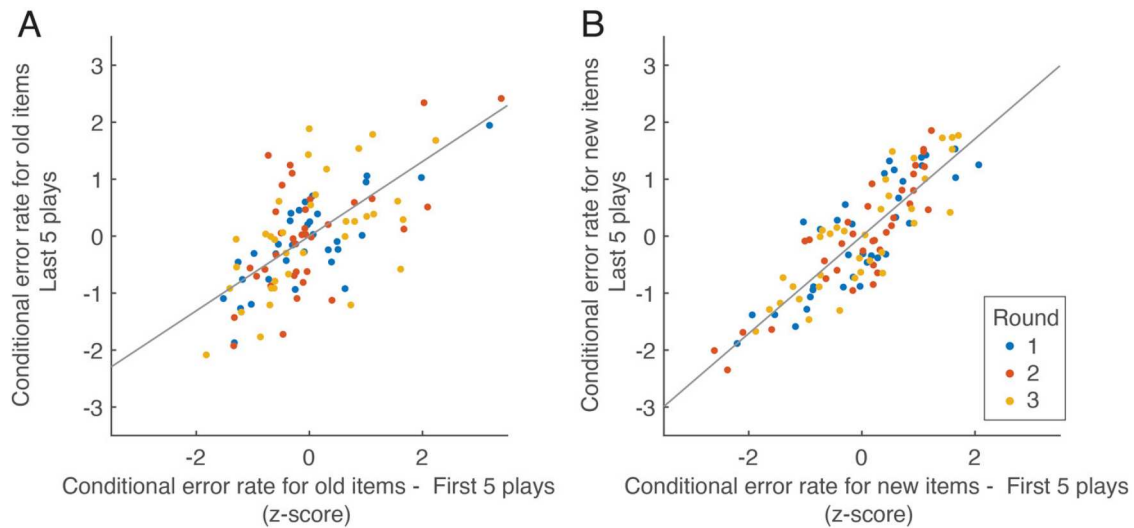 A
Conditional error rate for old items
Last 5 plays
3
2
1
0
-1
-2
-3
-2
0
2
Conditional error rate for old items - First 5 plays
(z-score)
B
Conditional error rate for new items
Last 5 plays
3
2
1
0
-1
-2
-3
-2
0
2
Conditional error rate for new items - First 5 plays
(z-score)
Round
1
2
3